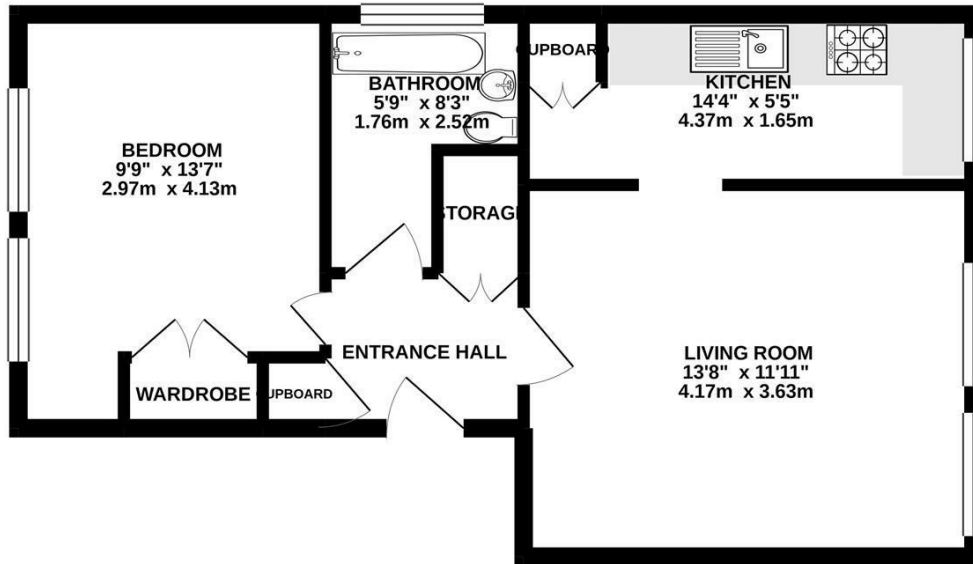 CUPBOARD
BATHROOM
5'9" x 8'3"
1.76m x 2.52m
KITCHEN
14'4" x 5'5"
4.37m x 1.65m
BEDROOM
9'9" x 13'7"
2.97m x 4.13m
STORAGE
ENTRANCE HALL
LIVING ROOM
13'8" x 11'11"
4.17m x 3.63m
WARDROBE
CUPBOARD